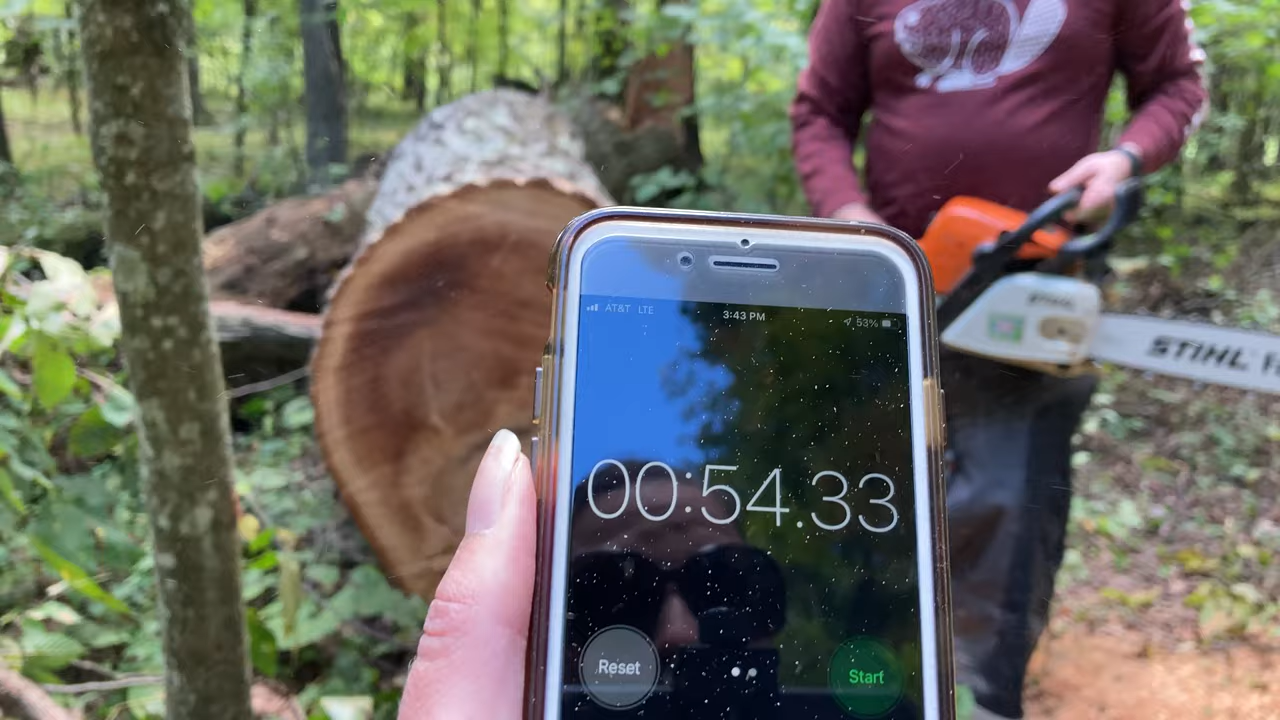 AT&T LTE
3:43 PM
53%
00:54.33
Reset
Start
STIHL
STIHL